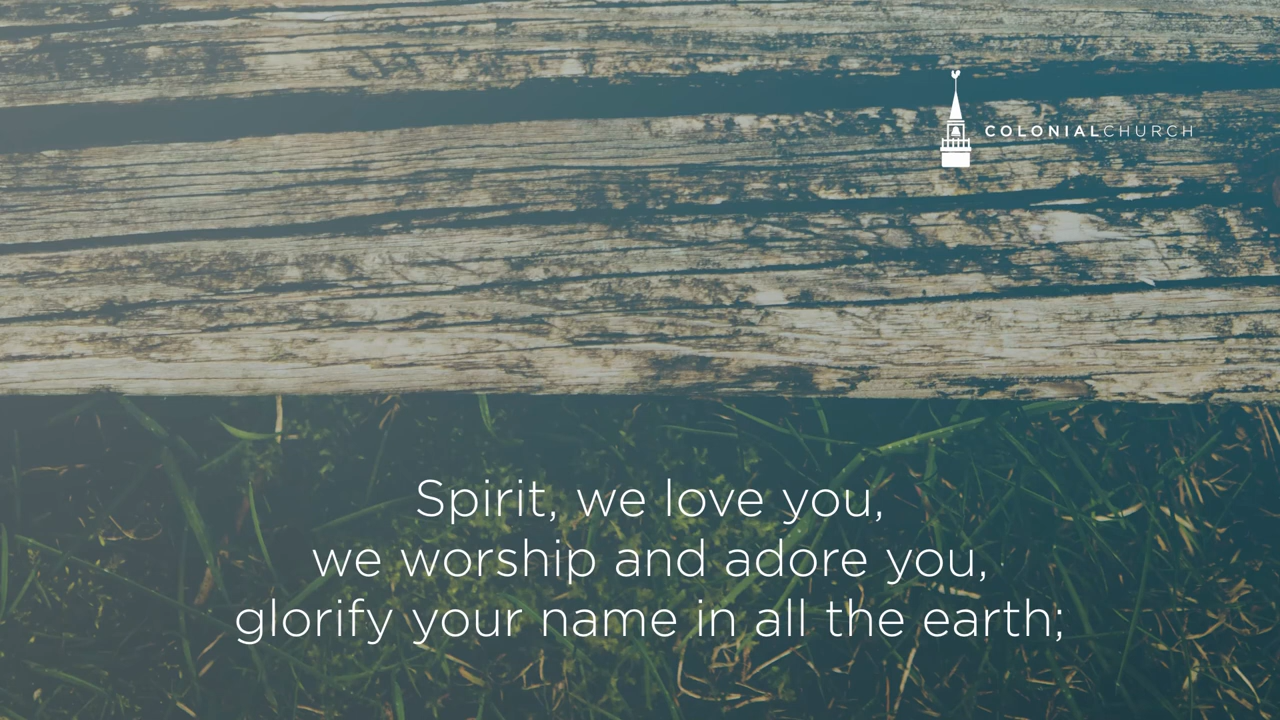 COLONIALCHURCH
Spirit, we love you,
we worship and adore you,
glorify your name in all the earth;